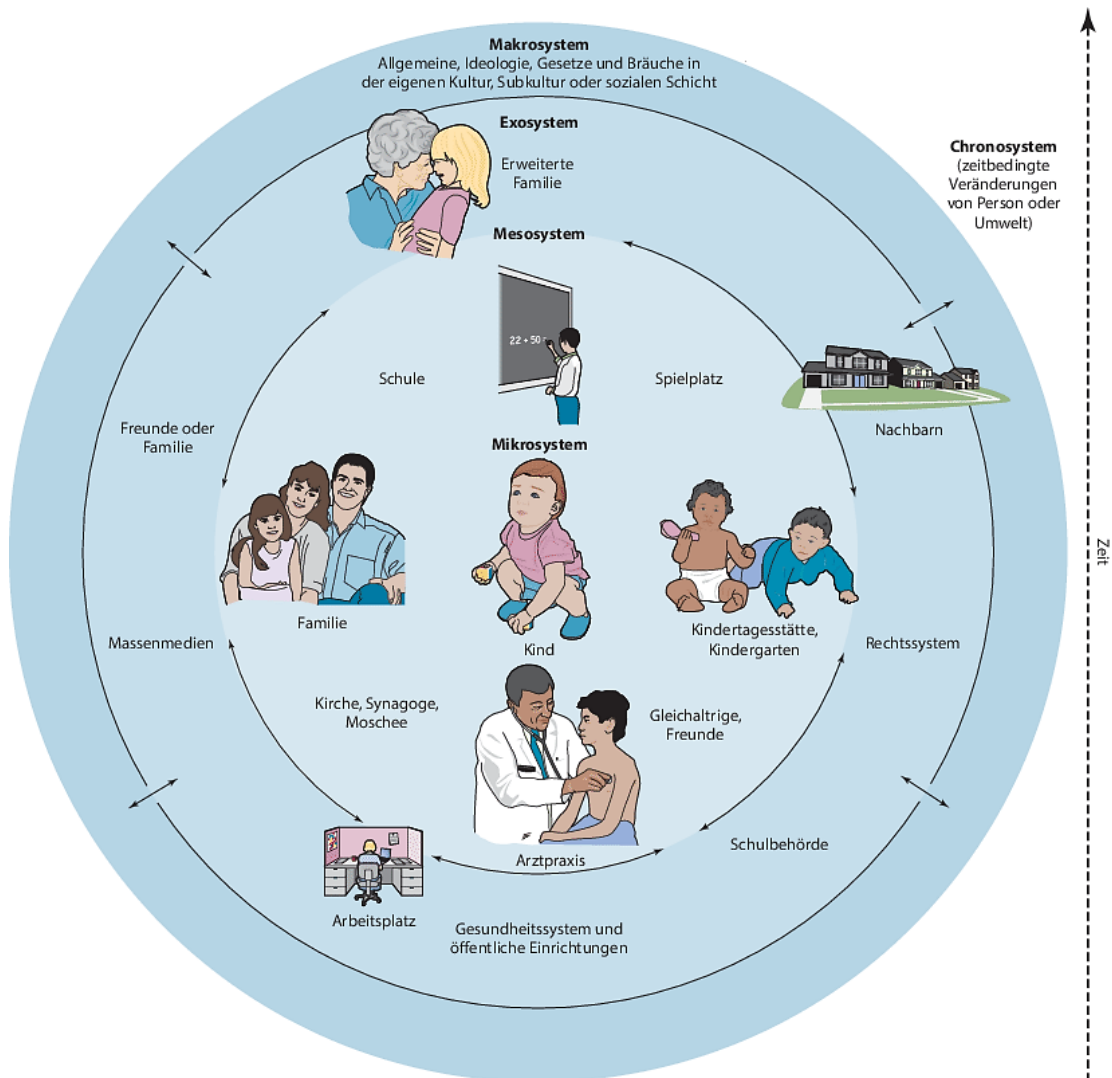 Makrosystem
Allgemeine, Ideologie, Gesetze und Bräuche in
der eigenen Kultur, Subkultur oder sozialen Schicht
Exosystem
Erweiterte
Familie
Chronosystem
(zeitbedingte
Veränderungen
von Person oder
Umwelt)
Mesosystem
22 + 50
Schule
Spielplatz
Freunde oder
Familie
Nachbarn
Mikrosystem
Zeit
Familie
Kind
Kindertagesstätte,
Kindergarten
Massenmedien
Rechtssystem
Kirche, Synagoge,
Moschee
Gleichaltrige,
Freunde
Arztpraxis
Schulbehörde
Arbeitsplatz
Gesundheitssystem und
öffentliche Einrichtungen